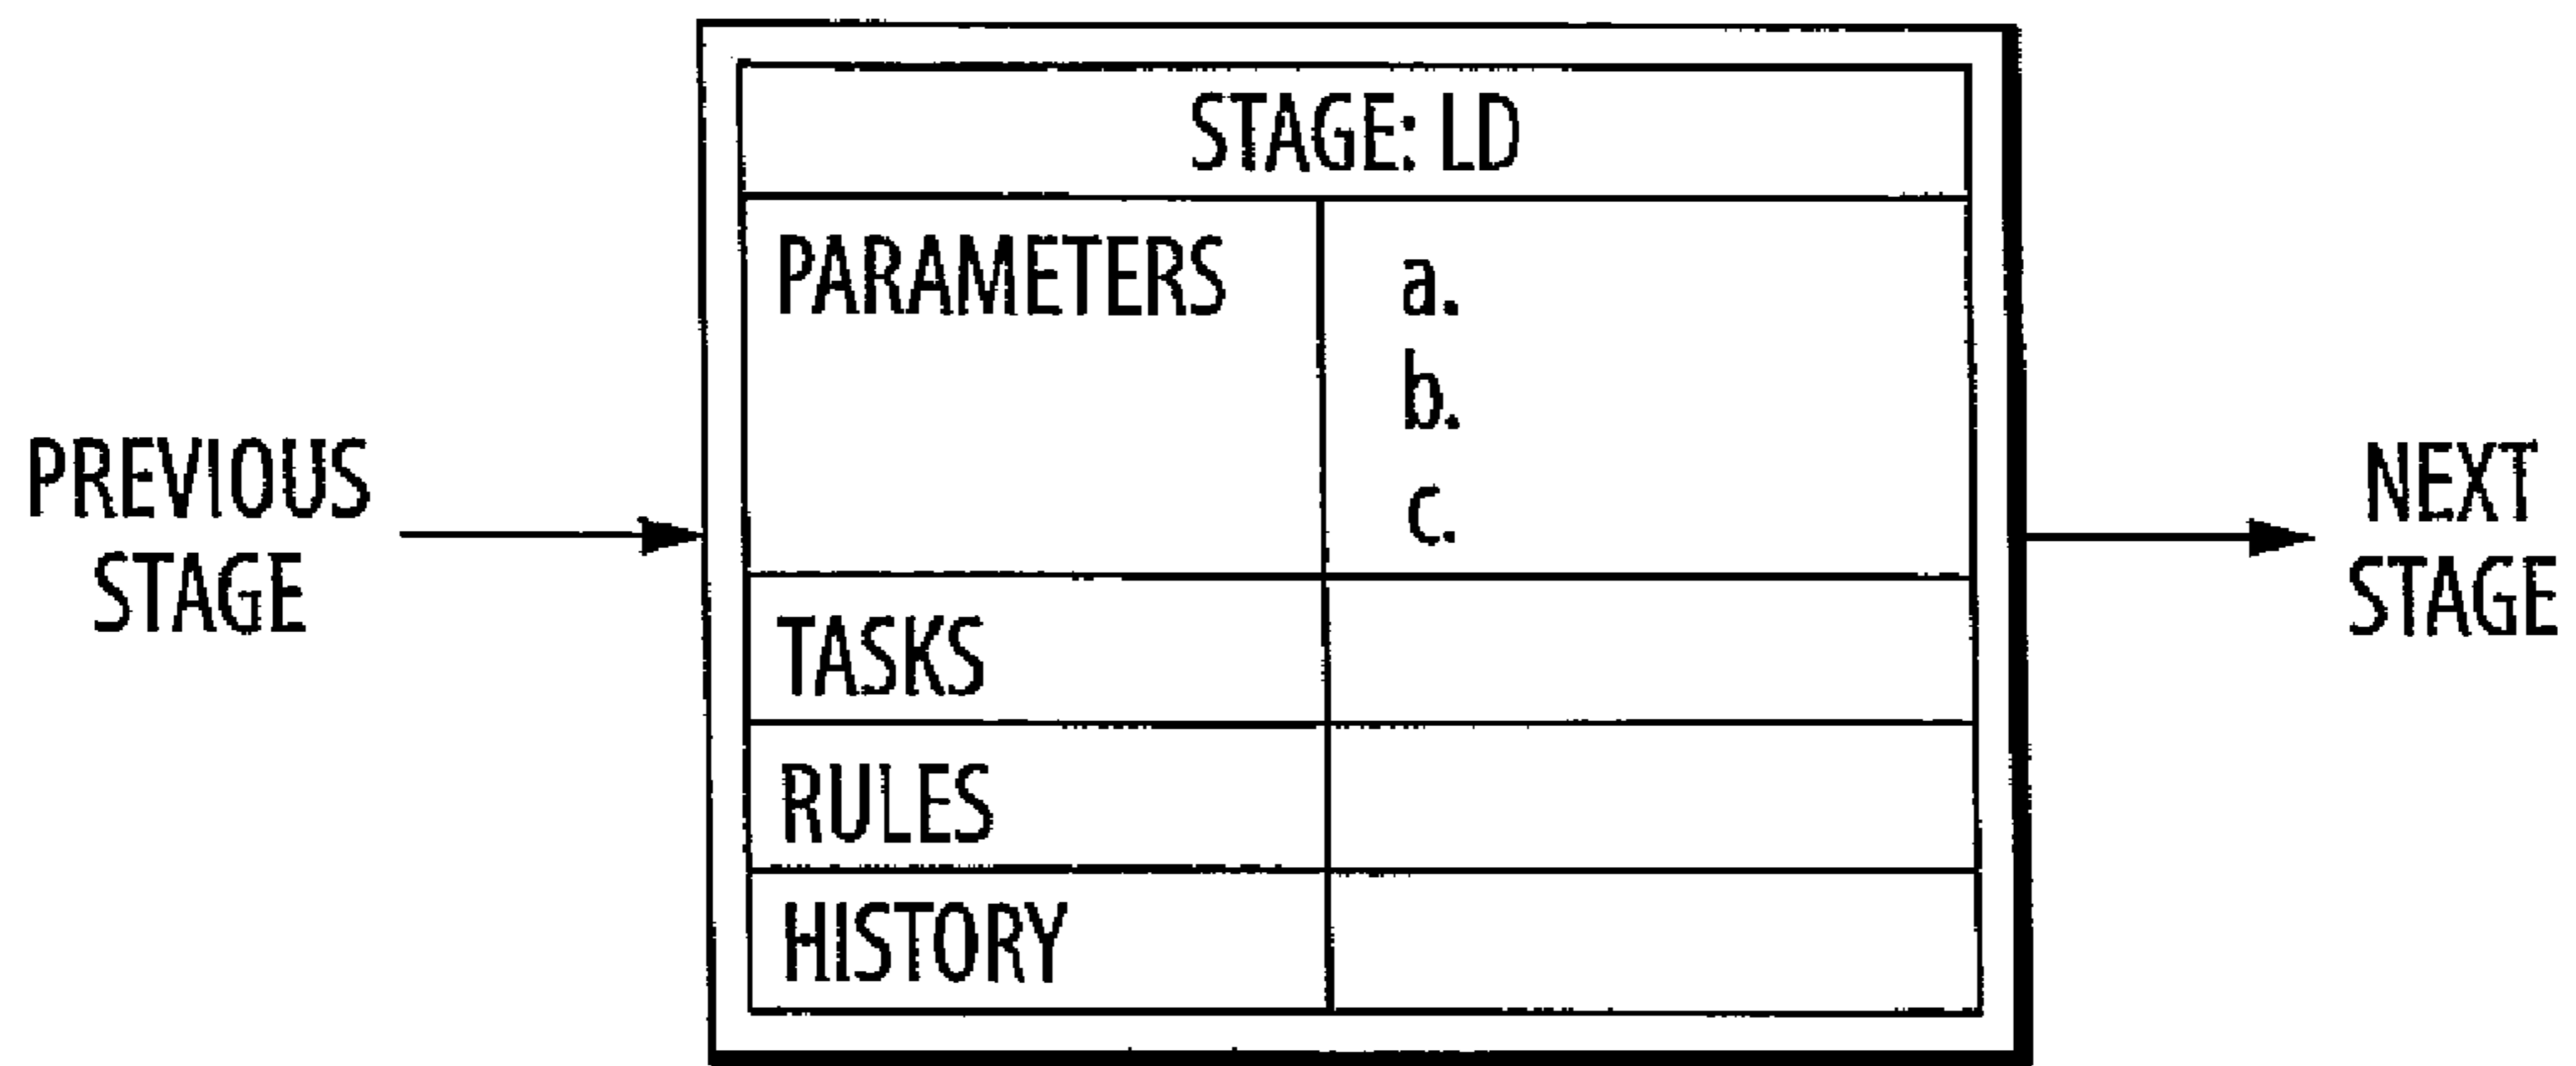 STAGE: LD
PARAMETERS
a.
b.
c.
PREVIOUS
STAGE
NEXT
STAGE
TASKS
RULES
HISTORY